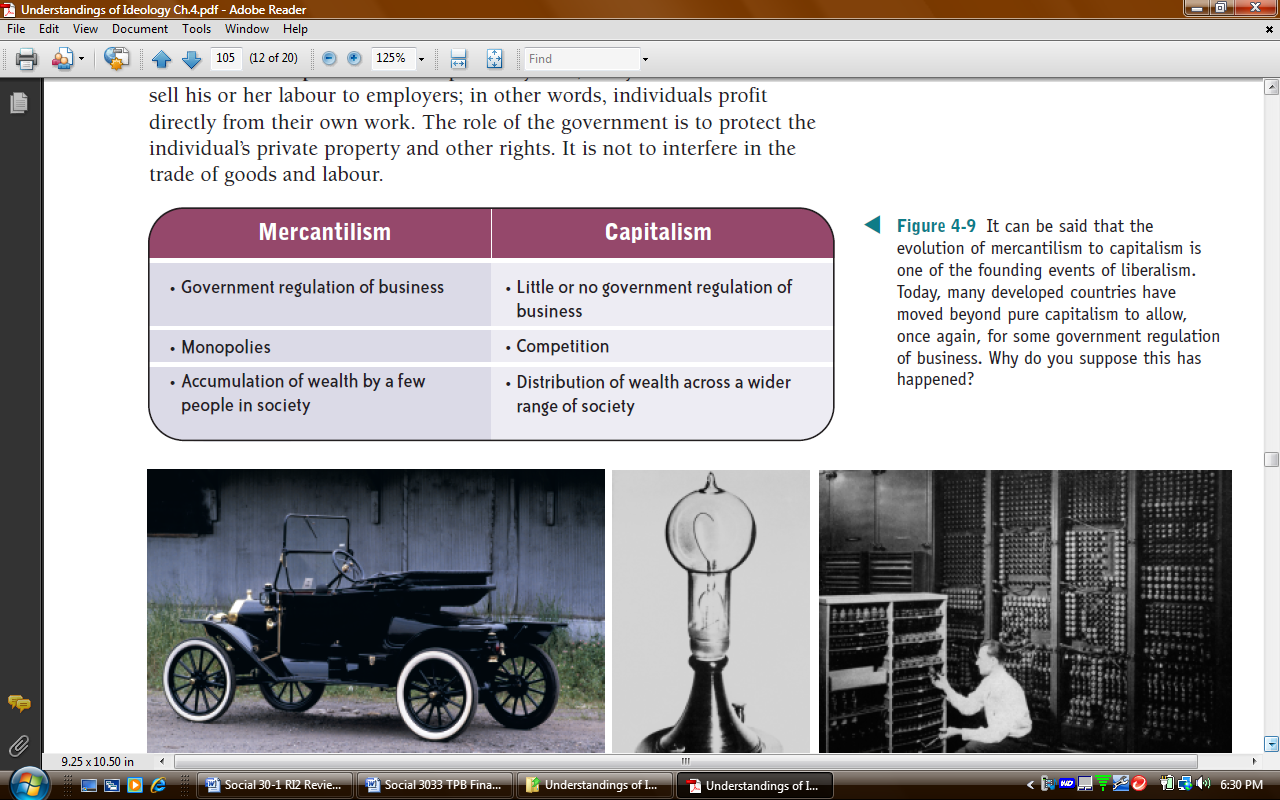 Understandings of Ideology Ch.4.pdf - Adobe Reader
File Edit View Document Tools Window Help
105 (12 of 20) 125% Find
sell his or her labour to employers; in other words, individuals profit
directly from their own work. The role of the government is to protect the
individual's private property and other rights. It is not to interfere in the
trade of goods and labour.
Mercantilism Capitalism
• Government regulation of business
• Little or no government regulation of
business
• Monopolies
• Competition
• Accumulation of wealth by a few
people in society
• Distribution of wealth across a wider
range of society
Figure 4-9 It can be said that the
evolution of mercantilism to capitalism is
one of the founding events of liberalism.
Today, many developed countries have
moved beyond pure capitalism to allow,
once again, for some government regulation
of business. Why do you suppose this has
happened?
9.25 x 10.50 in
Social 30-1 RI2 Revie... Social 3033 TPB Fina... Understandings of I... Understandings of I... 6:30 PM